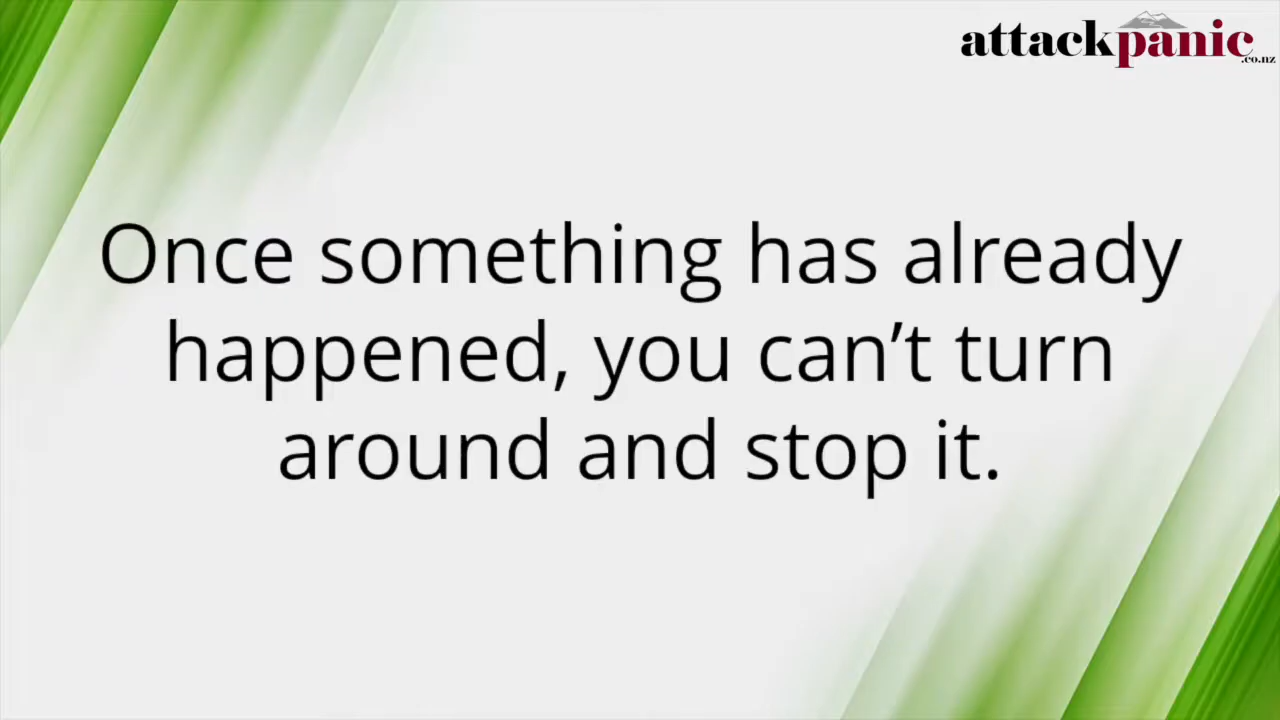 attackpanic
.co.nz
Once something has already
happened, you can’t turn
around and stop it.